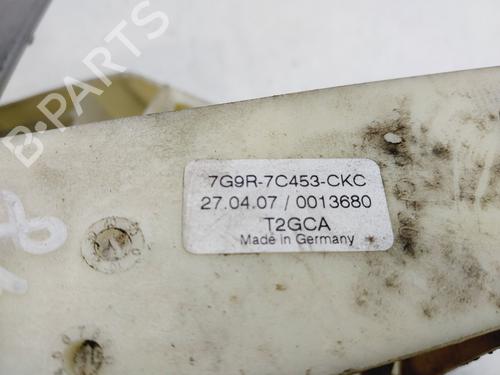 B-PARTS
7G9R-7C453-CKC
27.04.07 / 0013680
T2GCA
Made in Germany